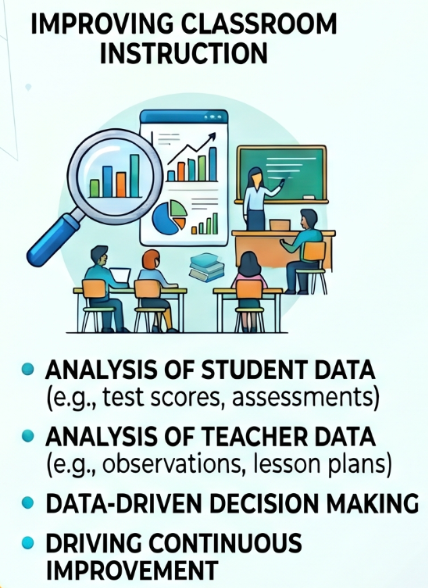 IMPROVING CLASSROOM
INSTRUCTION
ANALYSIS OF STUDENT DATA
(e.g., test scores, assessments)
ANALYSIS OF TEACHER DATA
(e.g., observations, lesson plans)
DATA-DRIVEN DECISION MAKING
DRIVING CONTINUOUS
IMPROVEMENT